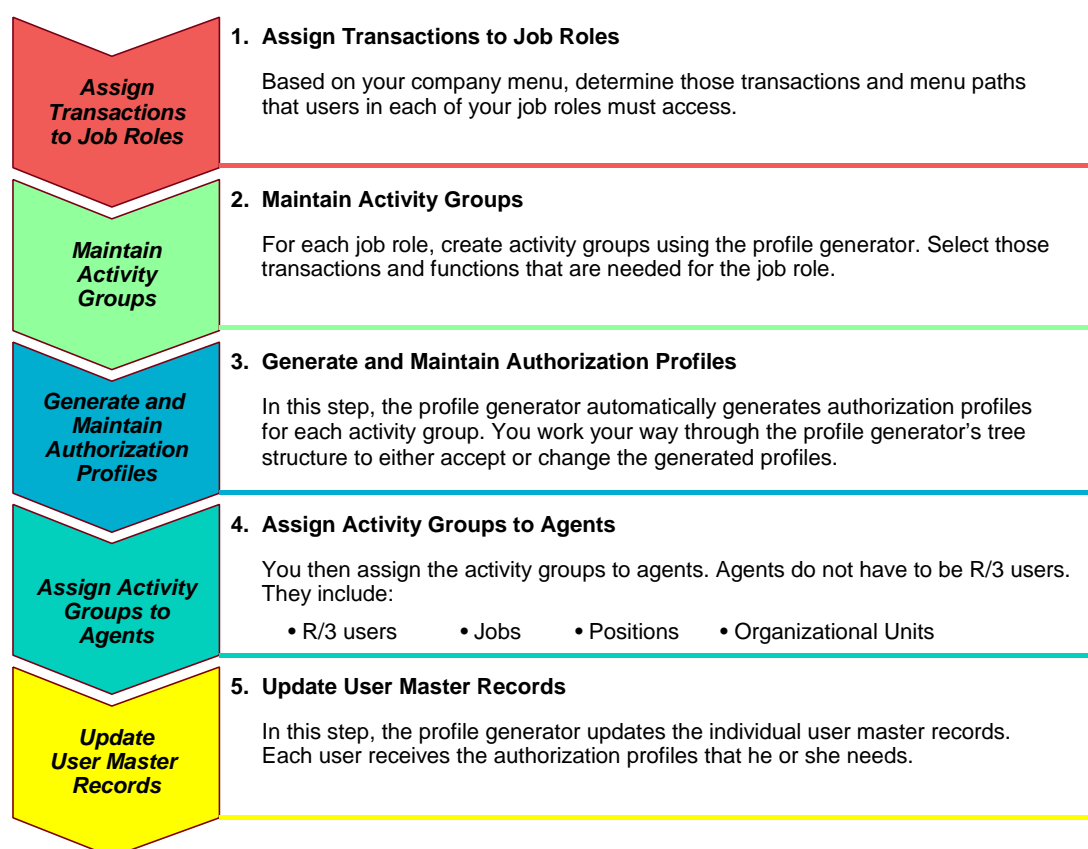 Assign
Transactions
to Job Roles
1. Assign Transactions to Job Roles
Based on your company menu, determine those transactions and menu paths
that users in each of your job roles must access.
Maintain
Activity
Groups
2. Maintain Activity Groups
For each job role, create activity groups using the profile generator. Select those
transactions and functions that are needed for the job role.
Generate and
Maintain
Authorization
Profiles
3. Generate and Maintain Authorization Profiles
In this step, the profile generator automatically generates authorization profiles
for each activity group. You work your way through the profile generator’s tree
structure to either accept or change the generated profiles.
Assign Activity
Groups to
Agents
4. Assign Activity Groups to Agents
You then assign the activity groups to agents. Agents do not have to be R/3 users.
They include:
• R/3 users • Jobs • Positions • Organizational Units
Update
User Master
Records
5. Update User Master Records
In this step, the profile generator updates the individual user master records.
Each user receives the authorization profiles that he or she needs.